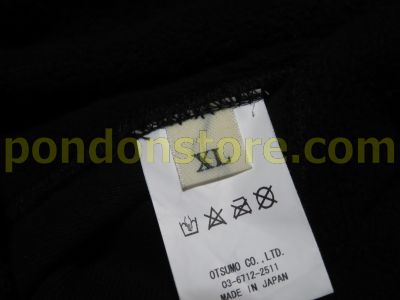 pondonstore.com
XL
OTSUMO CO.,LTD.
03-6712-2511
MADE IN JAPAN